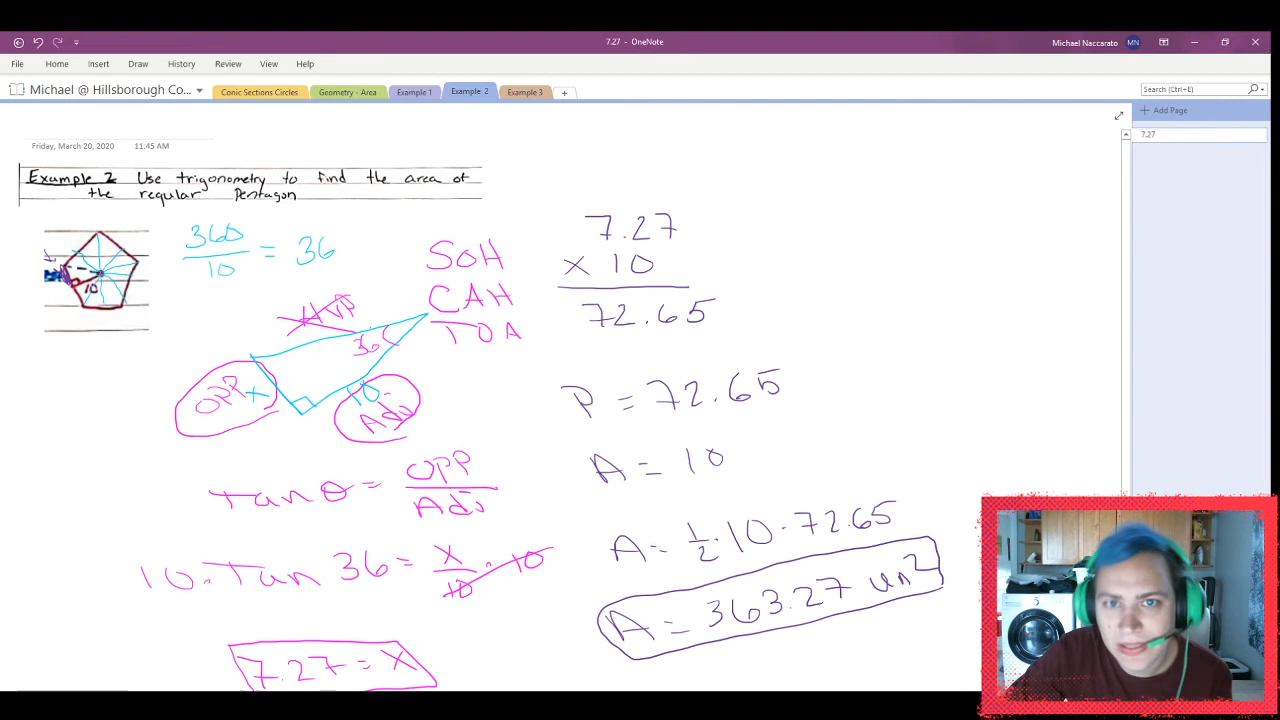 7.27 - OneNote
Michael Naccarato MN
File Home Insert Draw History Review View Help
Michael @ Hillsborough Co...
Conic Sections Circles Geometry - Area Example 1 Example 2 Example 3
Search (Ctrl+E)
Add Page
7.27
Friday, March 20, 2020 11:45 AM
Example 2 Use trigonometry to find the area of
the regular Pentagon
10
360/10 = 36
SOH
CAH
TOA
HYP
36
OPP x
10
Adj
Tan θ = OPP/Adj
10 · Tan 36 = x/10 · 10
7.27 = x
7.27
x 10
72.65
P = 72.65
A = 10
A = 1/2 · 10 · 72.65
A = 363.27 un²